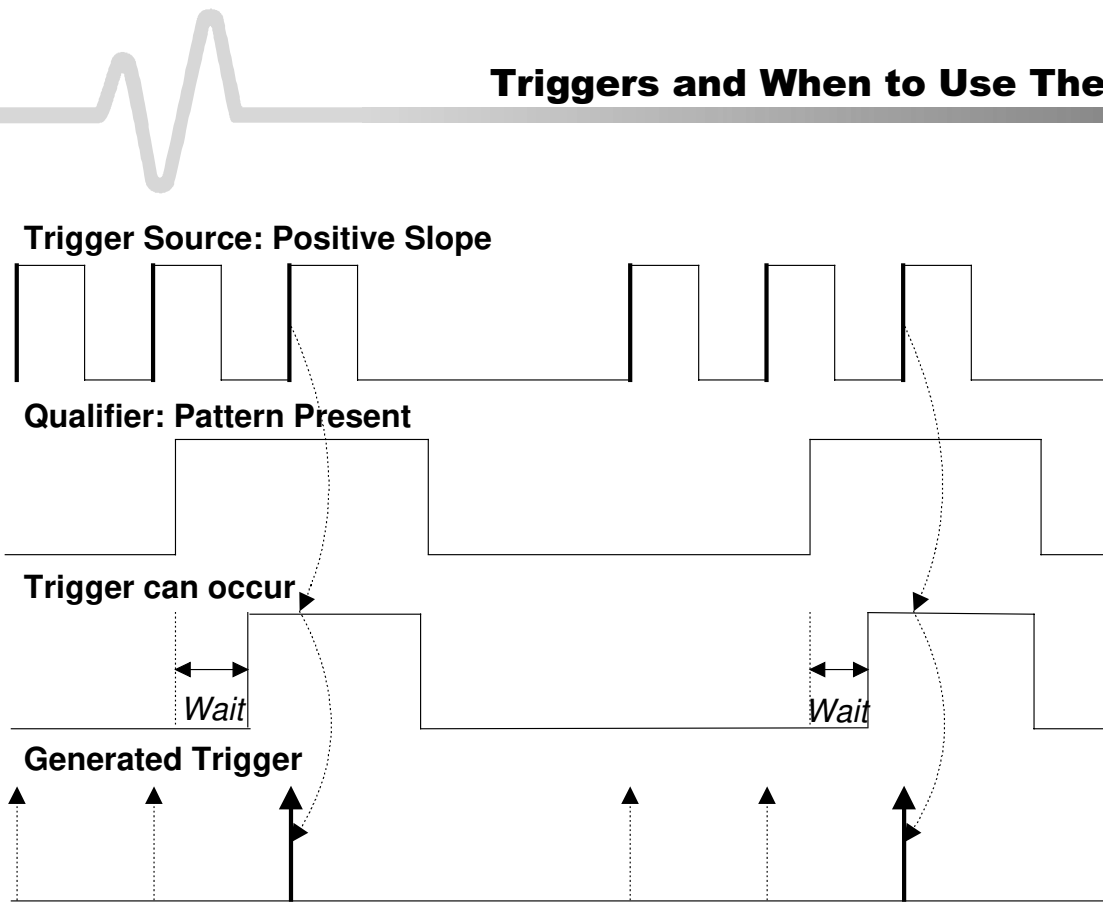 Triggers and When to Use The
Trigger Source: Positive Slope
Qualifier: Pattern Present
Trigger can occur
Wait
Wait
Generated Trigger